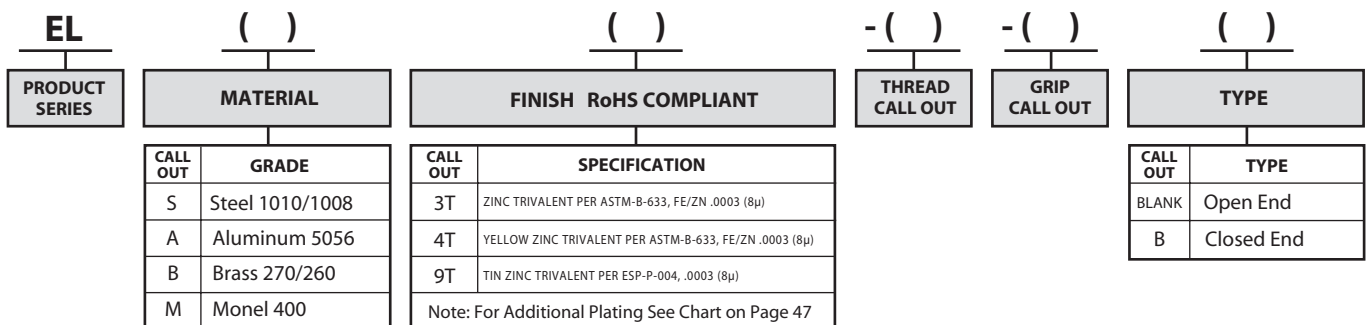 EL ( ) ( ) - ( ) - ( ) ( )
PRODUCT SERIES
MATERIAL
FINISH RoHS COMPLIANT
THREAD CALL OUT
GRIP CALL OUT
TYPE
CALL OUT GRADE
S Steel 1010/1008
A Aluminum 5056
B Brass 270/260
M Monel 400
CALL OUT SPECIFICATION
3T ZINC TRIVALENT PER ASTM-B-633, FE/ZN .0003 (8µ)
4T YELLOW ZINC TRIVALENT PER ASTM-B-633, FE/ZN .0003 (8µ)
9T TIN ZINC TRIVALENT PER ESP-P-004, .0003 (8µ)
Note: For Additional Plating See Chart on Page 47
CALL OUT TYPE
BLANK Open End
B Closed End